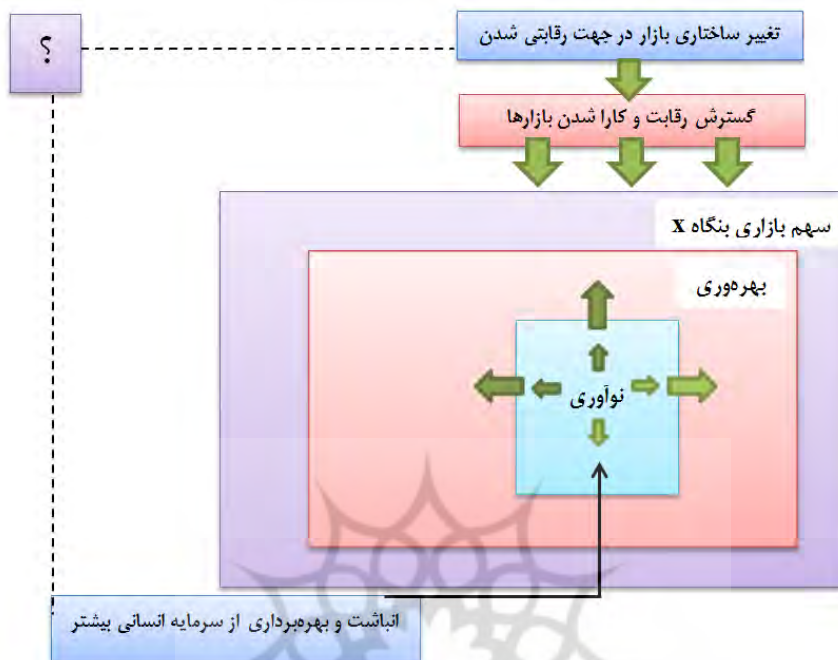 تغییر ساختاری بازار در جهت رقابتی شدن
؟
گسترش رقابت و کارا شدن بازارها
سهم بازاری بنگاه x
بهره‌وری
نوآوری
انباشت و بهره‌برداری از سرمایه انسانی بیشتر